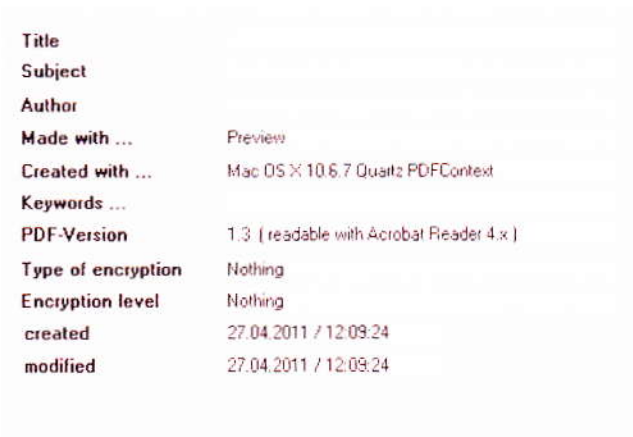 Title
Subject
Author
Made with ... Preview
Created with ... Mac OS X 10.6.7 Quartz PDFContext
Keywords ...
PDF-Version 1.3 ( readable with Acrobat Reader 4.x )
Type of encryption Nothing
Encryption level Nothing
created 27.04.2011 / 12:09:24
modified 27.04.2011 / 12:09:24